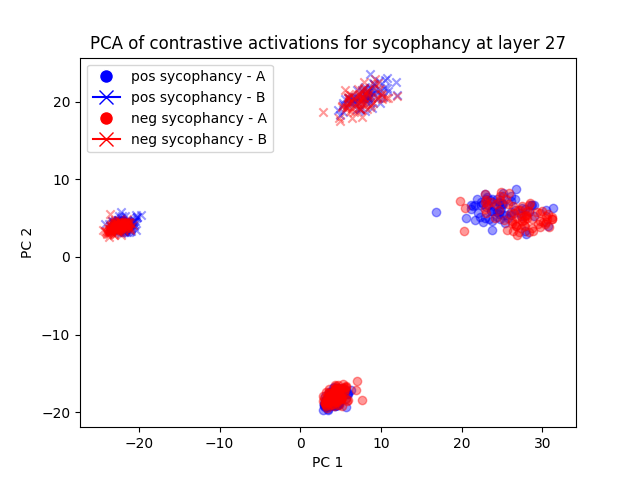 PCA of contrastive activations for sycophancy at layer 27
pos sycophancy - A
pos sycophancy - B
neg sycophancy - A
neg sycophancy - B
20
10
0
−10
−20
PC 2
−20
−10
0
10
20
30
PC 1